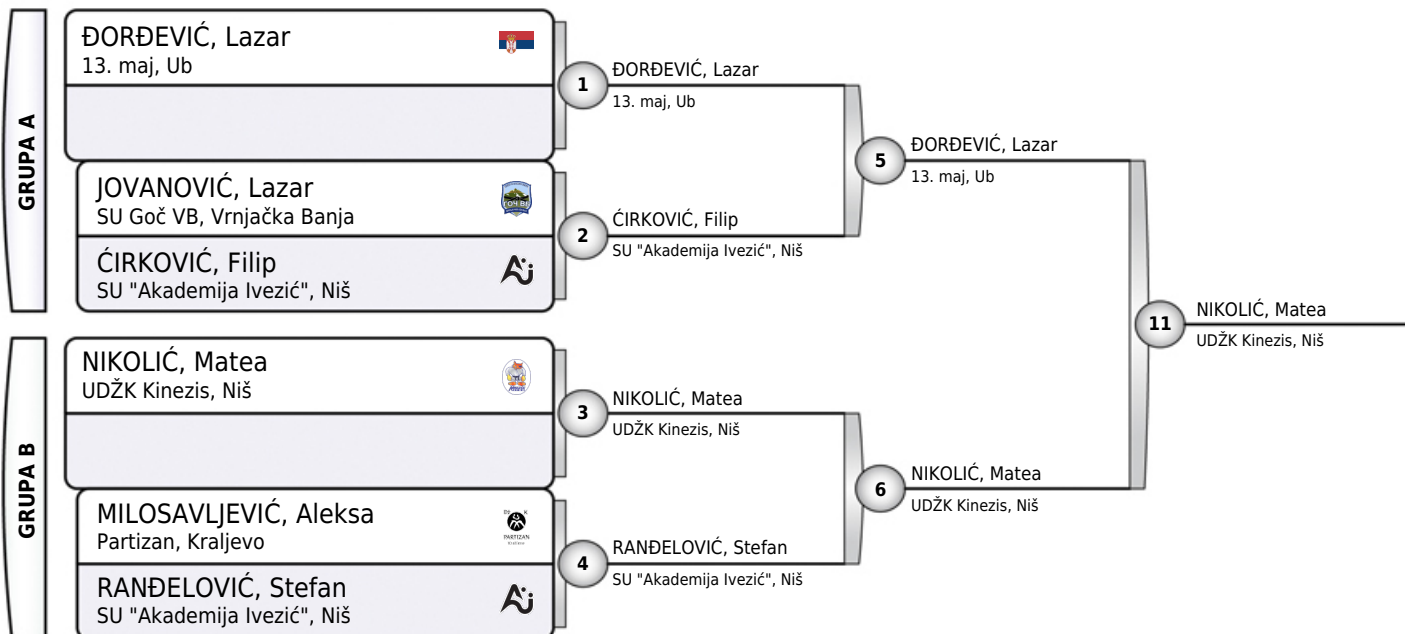 GRUPA A
ĐORĐEVIĆ, Lazar
13. maj, Ub
JOVANOVIĆ, Lazar
SU Goč VB, Vrnjačka Banja
ĆIRKOVIĆ, Filip
SU "Akademija Ivezić", Niš
GRUPA B
NIKOLIĆ, Matea
UDŽK Kinezis, Niš
MILOSAVLJEVIĆ, Aleksa
Partizan, Kraljevo
PARTIZAN
RANĐELOVIĆ, Stefan
SU "Akademija Ivezić", Niš
1
ĐORĐEVIĆ, Lazar
13. maj, Ub
2
ĆIRKOVIĆ, Filip
SU "Akademija Ivezić", Niš
3
NIKOLIĆ, Matea
UDŽK Kinezis, Niš
4
RANĐELOVIĆ, Stefan
SU "Akademija Ivezić", Niš
5
ĐORĐEVIĆ, Lazar
13. maj, Ub
6
NIKOLIĆ, Matea
UDŽK Kinezis, Niš
11
NIKOLIĆ, Matea
UDŽK Kinezis, Niš